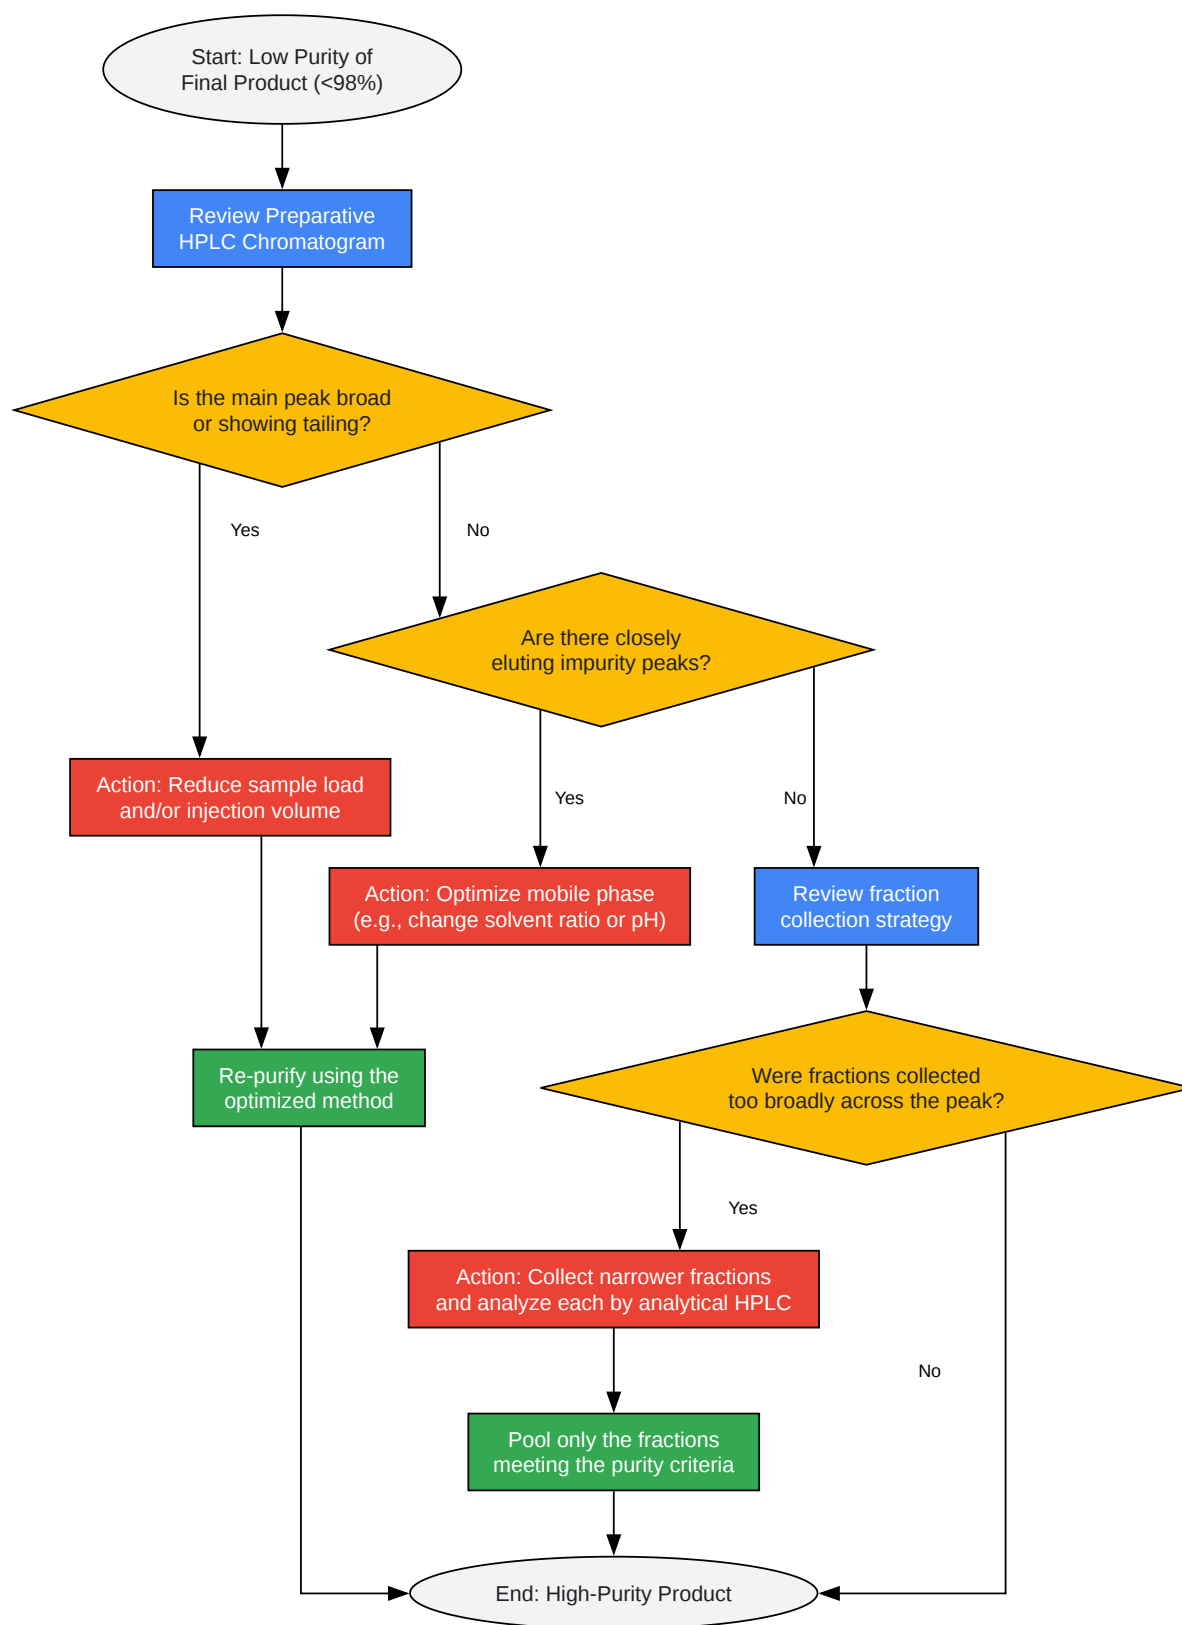 Start: Low Purity of
Final Product (<98%)
Review Preparative
HPLC Chromatogram
Is the main peak broad
or showing tailing?
Yes
No
Are there closely
eluting impurity peaks?
Action: Reduce sample load
and/or injection volume
Yes
No
Action: Optimize mobile phase
(e.g., change solvent ratio or pH)
Review fraction
collection strategy
Re-purify using the
optimized method
Were fractions collected
too broadly across the peak?
Yes
Action: Collect narrower fractions
and analyze each by analytical HPLC
No
Pool only the fractions
meeting the purity criteria
End: High-Purity Product